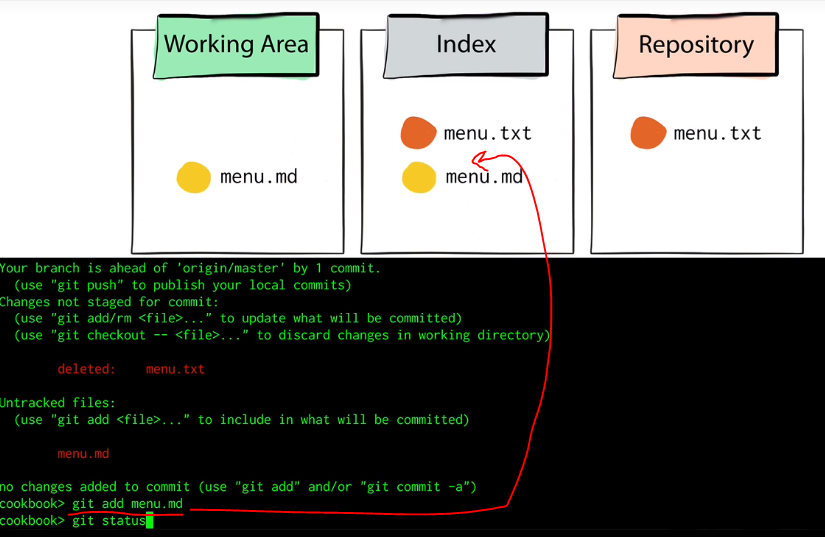 Working Area
Index
Repository
menu.txt
menu.txt
menu.md
menu.md
Your branch is ahead of 'origin/master' by 1 commit.
(use "git push" to publish your local commits)
Changes not staged for commit:
(use "git add/rm <file>..." to update what will be committed)
(use "git checkout -- <file>..." to discard changes in working directory)
deleted:    menu.txt
Untracked files:
(use "git add <file>..." to include in what will be committed)
menu.md
no changes added to commit (use "git add" and/or "git commit -a")
cookbook> git add menu.md
cookbook> git status